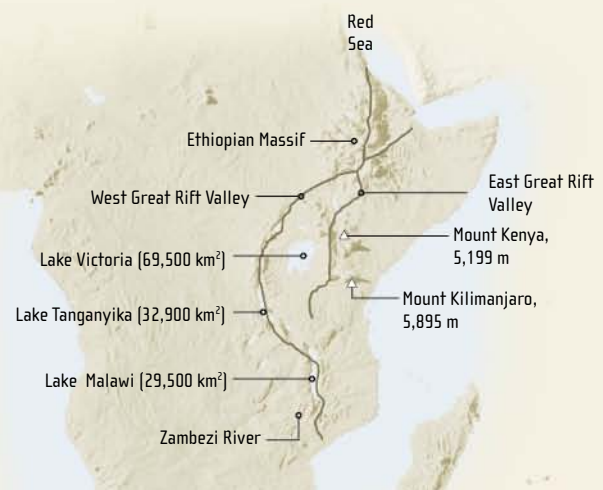 Red
Sea
Ethiopian Massif
West Great Rift Valley
East Great Rift
Valley
Mount Kenya,
5,199 m
Lake Victoria (69,500 km²)
Mount Kilimanjaro,
5,895 m
Lake Tanganyika (32,900 km²)
Lake Malawi (29,500 km²)
Zambezi River